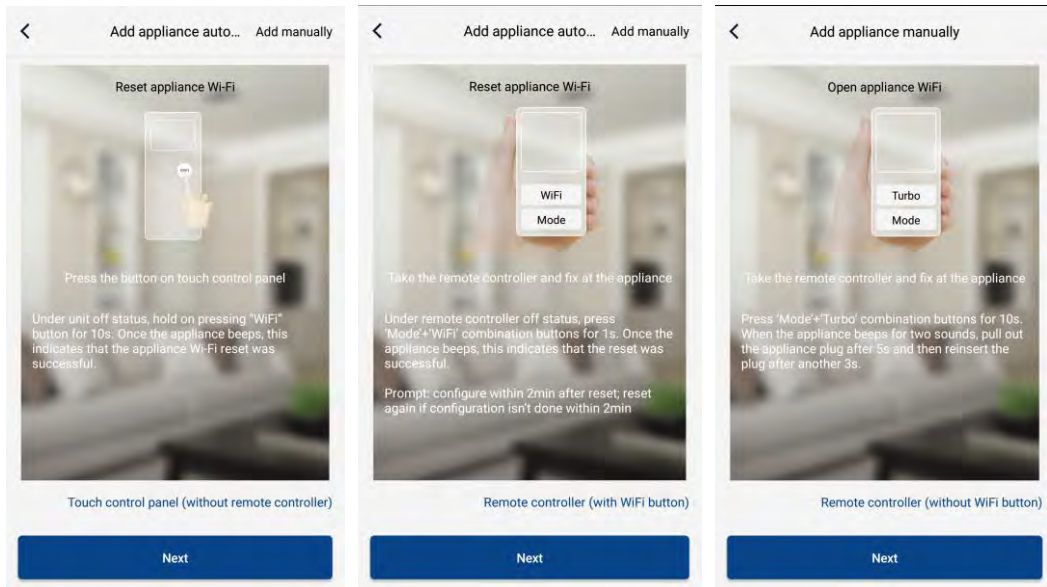 Add appliance auto... Add manually
Reset appliance Wi-Fi
WiFi
Press the button on touch control panel
Under unit off status, hold on pressing "WiFi"
button for 10s. Once the appliance beeps, this
indicates that the appliance Wi-Fi reset was
successful.
Touch control panel (without remote controller)
Next
Add appliance auto... Add manually
Reset appliance Wi-Fi
WiFi
Mode
Take the remote controller and fix at the appliance
Under remote controller off status, press
'Mode'+'WiFi' combination buttons for 1s. Once the
appliance beeps, this indicates that the reset was
successful.
Prompt: configure within 2min after reset; reset
again if configuration isn't done within 2min
Remote controller (with WiFi button)
Next
Add appliance manually
Open appliance WiFi
Turbo
Mode
Take the remote controller and fix at the appliance
Press 'Mode'+'Turbo' combination buttons for 10s.
When the appliance beeps for two sounds, pull out
the appliance plug after 5s and then reinsert the
plug after another 3s.
Remote controller (without WiFi button)
Next